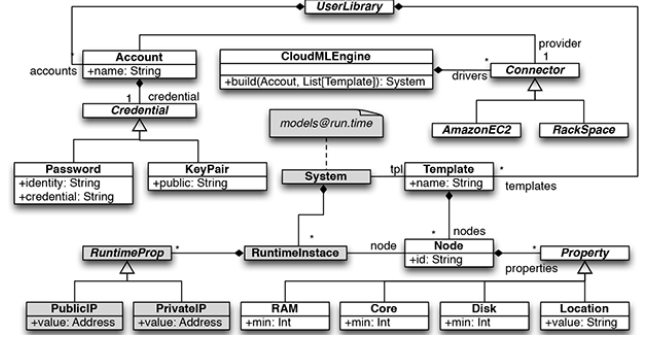 UserLibrary
*
*
Account
+name: String
accounts
CloudMLEngine
+build(Accout, List[Template]): System
*
drivers
provider
1
Connector
1
credential
Credential
models@run.time
AmazonEC2
RackSpace
Password
+identity: String
+credential: String
KeyPair
+public: String
System
tpl
Template
+name: String
*
templates
*
nodes
*
RuntimeProp
*
RuntimeInstace
node
Node
+id: String
*
properties
Property
PublicIP
+value: Address
PrivateIP
+value: Address
RAM
+min: Int
Core
+min: Int
Disk
+min: Int
Location
+value: String